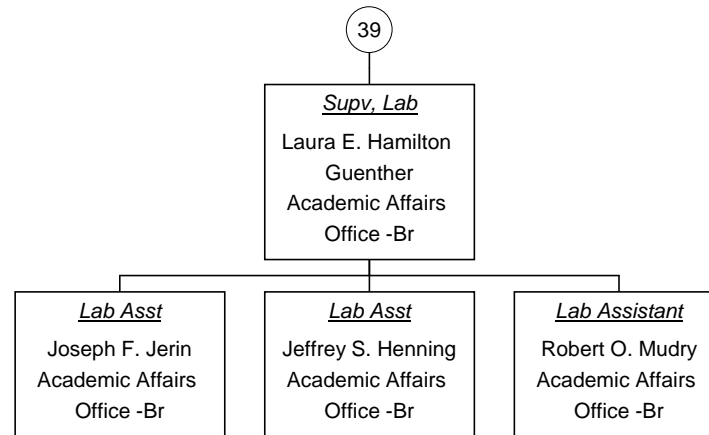 39
Supv, Lab
Laura E. Hamilton
Guenther
Academic Affairs
Office -Br
Lab Asst
Joseph F. Jerin
Academic Affairs
Office -Br
Lab Asst
Jeffrey S. Henning
Academic Affairs
Office -Br
Lab Assistant
Robert O. Mudry
Academic Affairs
Office -Br